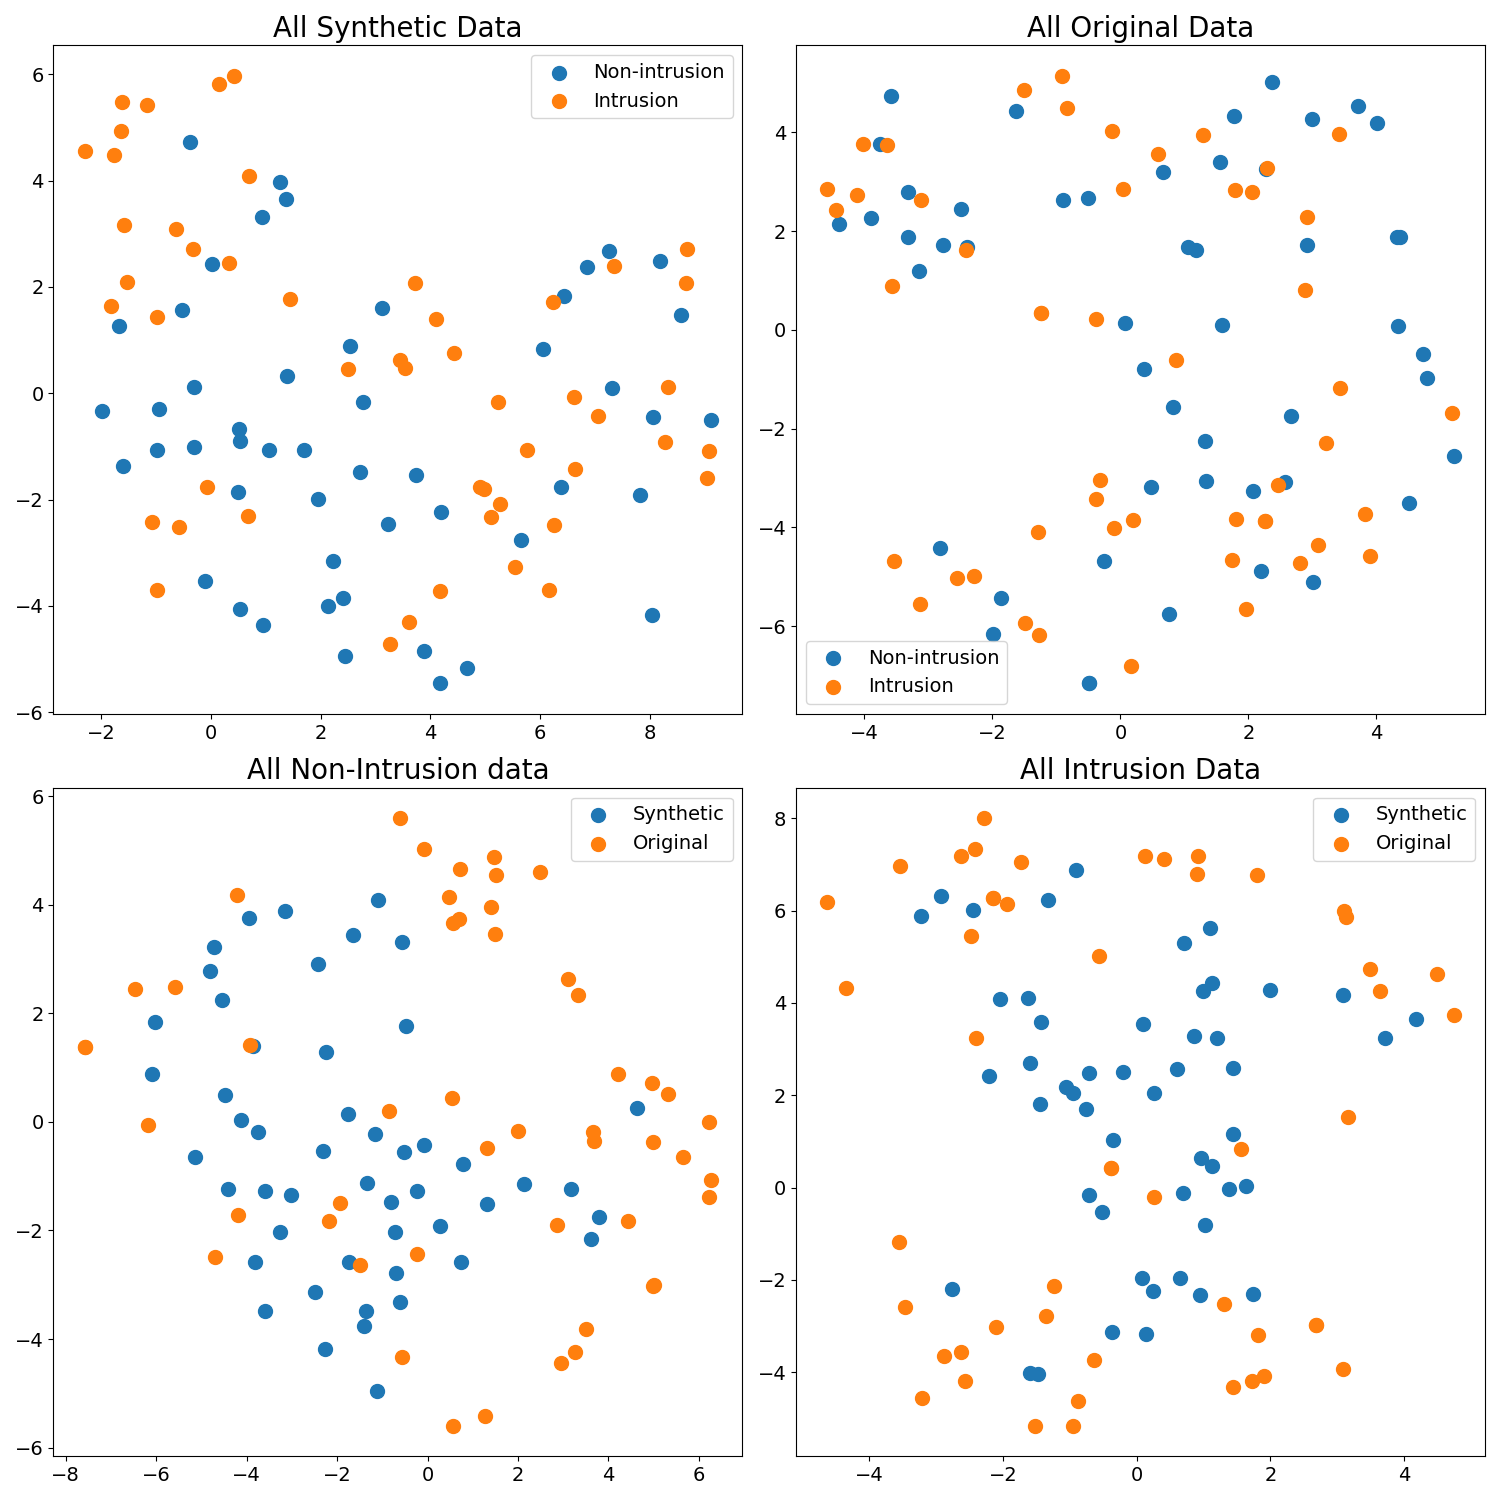 All Synthetic Data
Non-intrusion
Intrusion
6
4
2
0
−2
−4
−6
−2 0 2 4 6 8
All Original Data
4
2
0
−2
−4
−6
Non-intrusion
Intrusion
−4 −2 0 2 4
All Non-Intrusion data
Synthetic
Original
6
4
2
0
−2
−4
−6
−8 −6 −4 −2 0 2 4 6
All Intrusion Data
Synthetic
Original
8
6
4
2
0
−2
−4
−4 −2 0 2 4